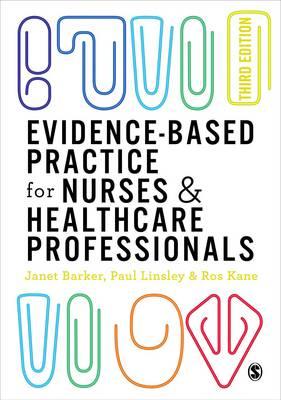 THIRD EDITION
EVIDENCE-BASED
PRACTICE
for NURSES &
HEALTHCARE
PROFESSIONALS
Janet Barker, Paul Linsley & Ros Kane
S